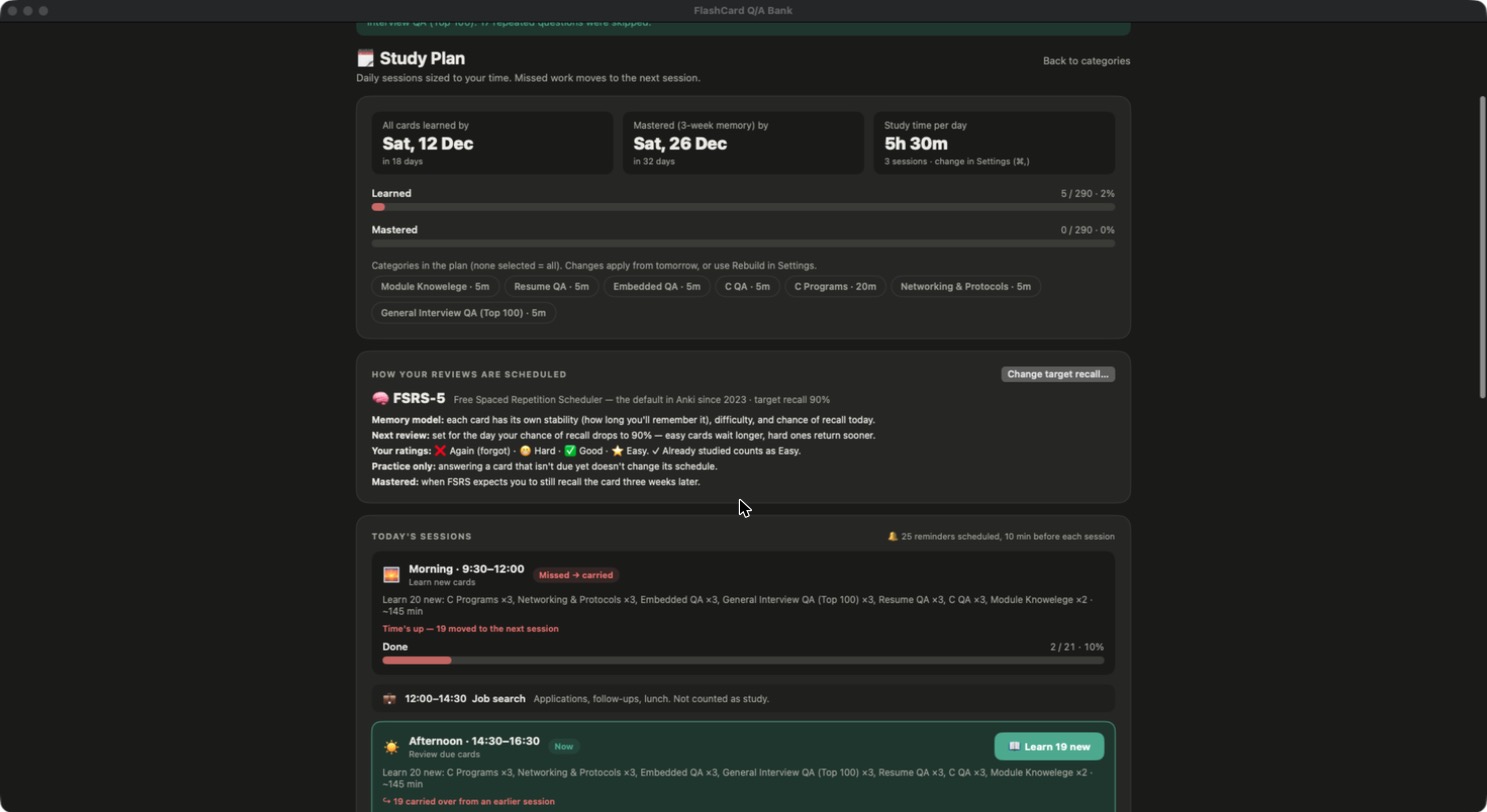 FlashCard Q/A Bank
Interview QA (Top 100). 17 repeated questions were skipped.
Study Plan
Back to categories
Daily sessions sized to your time. Missed work moves to the next session.
All cards learned by
Sat, 12 Dec
in 18 days
Mastered (3-week memory) by
Sat, 26 Dec
in 32 days
Study time per day
5h 30m
3 sessions · change in Settings (⌘,)
Learned
5 / 290 · 2%
Mastered
0 / 290 · 0%
Categories in the plan (none selected = all). Changes apply from tomorrow, or use Rebuild in Settings.
Module Knowelege · 5m
Resume QA · 5m
Embedded QA · 5m
C QA · 5m
C Programs · 20m
Networking & Protocols · 5m
General Interview QA (Top 100) · 5m
HOW YOUR REVIEWS ARE SCHEDULED
Change target recall...
🧠 FSRS-5 Free Spaced Repetition Scheduler — the default in Anki since 2023 · target recall 90%
Memory model: each card has its own stability (how long you'll remember it), difficulty, and chance of recall today.
Next review: set for the day your chance of recall drops to 90% — easy cards wait longer, hard ones return sooner.
Your ratings: ❌ Again (forgot) · 😬 Hard · ✅ Good · ⭐ Easy. ✓ Already studied counts as Easy.
Practice only: answering a card that isn't due yet doesn't change its schedule.
Mastered: when FSRS expects you to still recall the card three weeks later.
TODAY'S SESSIONS
🔔 25 reminders scheduled, 10 min before each session
Morning · 9:30–12:00
Missed → carried
Learn new cards
Learn 20 new: C Programs ×3, Networking & Protocols ×3, Embedded QA ×3, General Interview QA (Top 100) ×3, Resume QA ×3, C QA ×3, Module Knowelege ×2 ·
~145 min
Time's up — 19 moved to the next session
Done
2 / 21 · 10%
12:00–14:30 Job search Applications, follow-ups, lunch. Not counted as study.
Afternoon · 14:30–16:30
Now
Review due cards
📖 Learn 19 new
Learn 20 new: C Programs ×3, Networking & Protocols ×3, Embedded QA ×3, General Interview QA (Top 100) ×3, Resume QA ×3, C QA ×3, Module Knowelege ×2 ·
~145 min
↪ 19 carried over from an earlier session